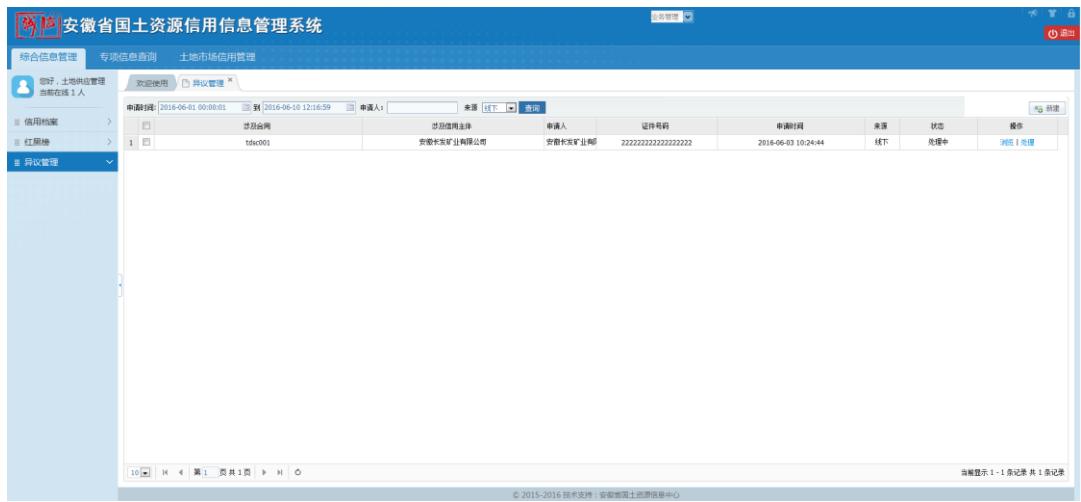 诚信 安徽省国土资源信用信息管理系统
业务管理
退出
综合信息管理 专项信息查询 土地市场信用管理
您好，土地供应管理
当前在线 1 人
欢迎使用 异议管理 ×
申请时间: 2016-06-01 00:00:01 到 2016-06-10 12:16:59 申请人: 来源 线下 查询 新建
信用档案
红黑榜
异议管理
涉及合同 涉及信用主体 申请人 证件号码 申请时间 来源 状态 操作
1 tdsc001 安徽长发矿业有限公司 安徽长发矿业有 222222222222222222 2016-06-03 10:24:44 线下 处理中 浏览 | 处理
10 第 1 页 共 1 页 当前显示 1 - 1 条记录 共 1 条记录
© 2015-2016 技术支持：安徽省国土资源信息中心